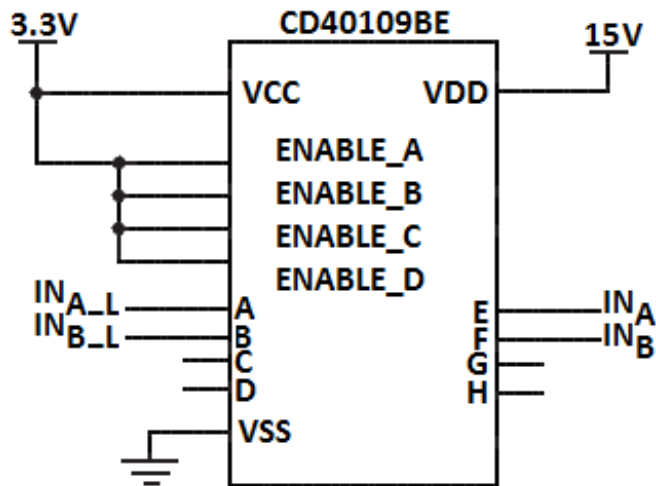 3.3V
CD40109BE
15V
VCC
VDD
ENABLE_A
ENABLE_B
ENABLE_C
ENABLE_D
INA_L
A
E
INA
INB_L
B
F
INB
C
G
D
H
VSS